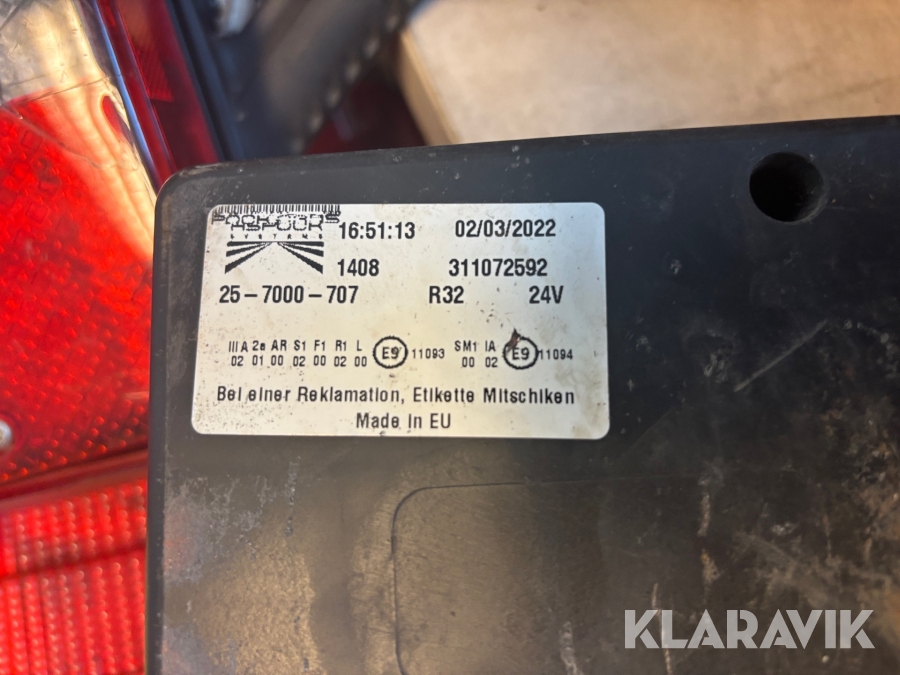 ASPÖCK
SYSTEMS
16:51:13 02/03/2022
1408 311072592
25-7000-707 R32 24V
IIIA 2a AR S1 F1 R1 L E9 11093 SM1 IA E9 11094
02 01 00 02 00 02 00 00 02
Bei einer Reklamation, Etikette Mitschiken
Made in EU
KLARAVIK